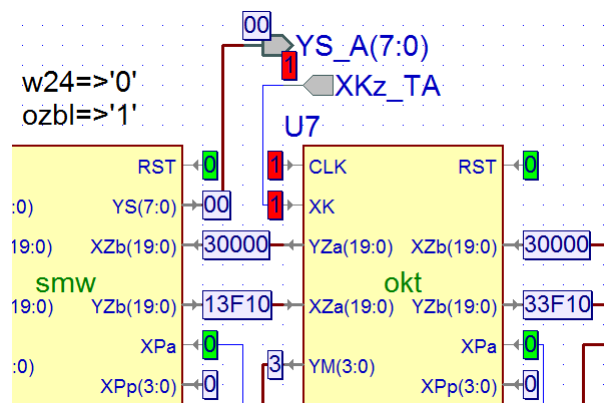 00
YS_A(7:0)
1
w24=>'0'
XKz_TA
ozbl=>'1'
U7
RST 0 1 CLK RST 0
:0) YS(7:0) 00 1 XK
19:0) XZb(19:0) 30000 YZa(19:0) XZb(19:0) 30000
smw okt
19:0) YZb(19:0) 13F10 XZa(19:0) YZb(19:0) 33F10
XPa 0 XPa 0
:0) 3 YM(3:0)
XPp(3:0) 0 XPp(3:0) 0